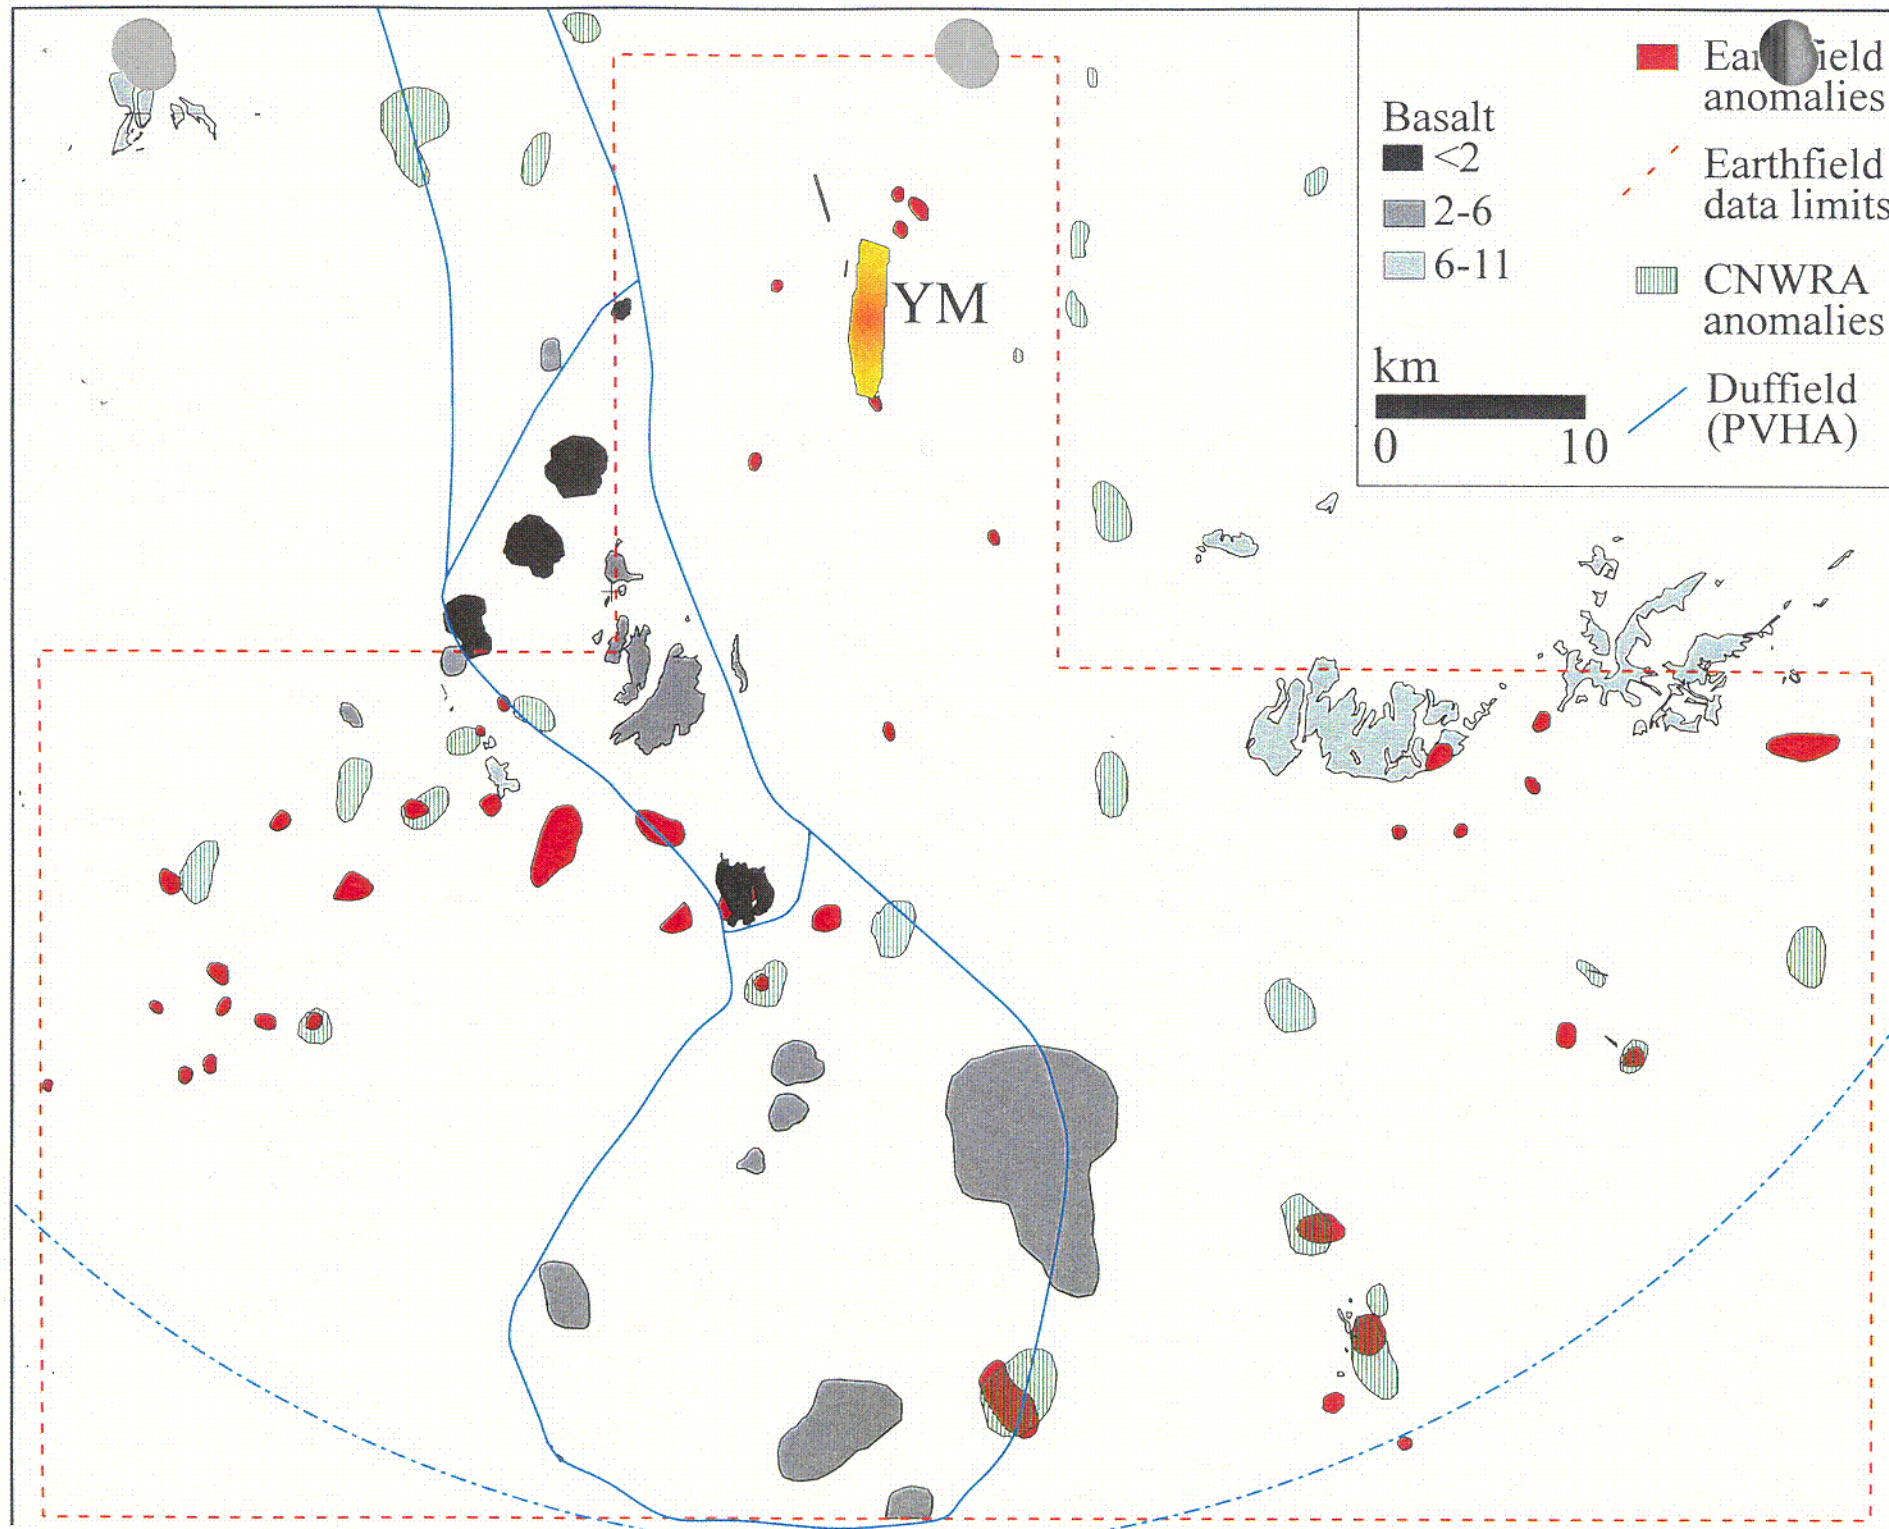 YM
Basalt
<2
2-6
6-11
km
0 10
anomalies
Earthfield
data limits
CNWRA
anomalies
Duffield
(PVHA)